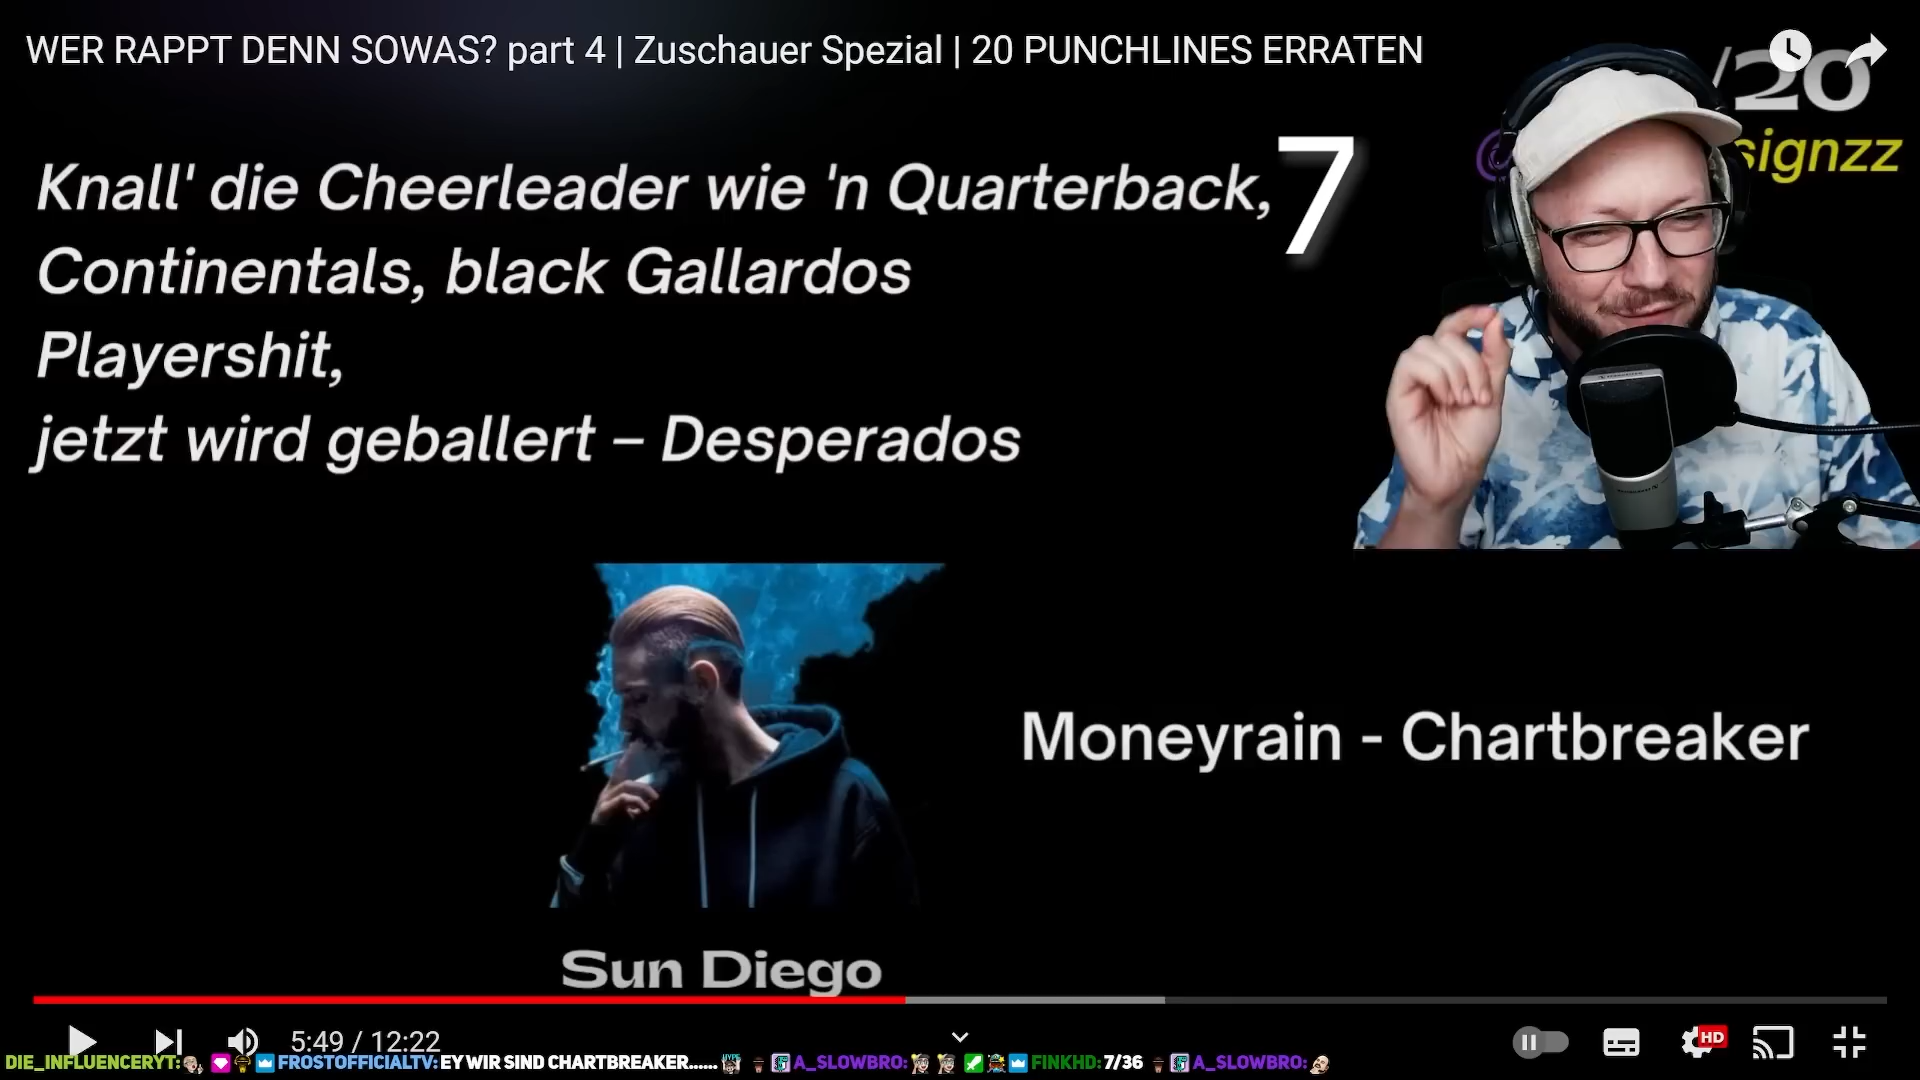 WER RAPPT DENN SOWAS? part 4 | Zuschauer Spezial | 20 PUNCHLINES ERRATEN
/20
signzz
7
Knall' die Cheerleader wie 'n Quarterback,
Continentals, black Gallardos
Playershit,
jetzt wird geballert – Desperados
Moneyrain - Chartbreaker
Sun Diego
5:49 / 12:22
HD
DIE_INFLUENCERYT: FROSTOFFICIALTV: EY WIR SIND CHARTBREAKER...... A_SLOWBRO: FINKHD: 7/36 A_SLOWBRO: